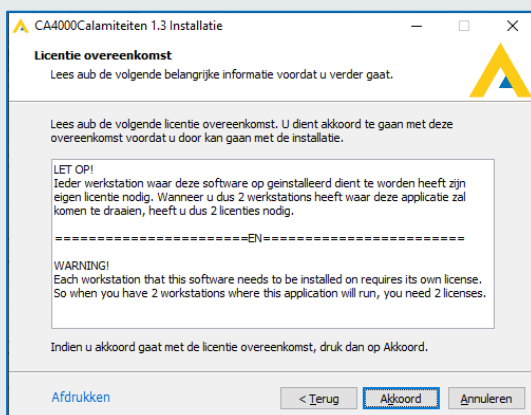 CA4000Calamiteiten 1.3 Installatie
Licentie overeenkomst
Lees aub de volgende belangrijke informatie voordat u verder gaat.
Lees aub de volgende licentie overeenkomst. U dient akkoord te gaan met deze
overeenkomst voordat u door kan gaan met de installatie.
LET OP!
Ieder werkstation waar deze software op geinstalleerd dient te worden heeft zijn
eigen licentie nodig. Wanneer u dus 2 werkstations heeft waar deze applicatie zal
komen te draaien, heeft u dus 2 licenties nodig.
=======================EN========================
WARNING!
Each workstation that this software needs to be installed on requires its own license.
So when you have 2 workstations where this application will run, you need 2 licenses.
Indien u akkoord gaat met de licentie overeenkomst, druk dan op Akkoord.
Afdrukken < Terug Akkoord Annuleren